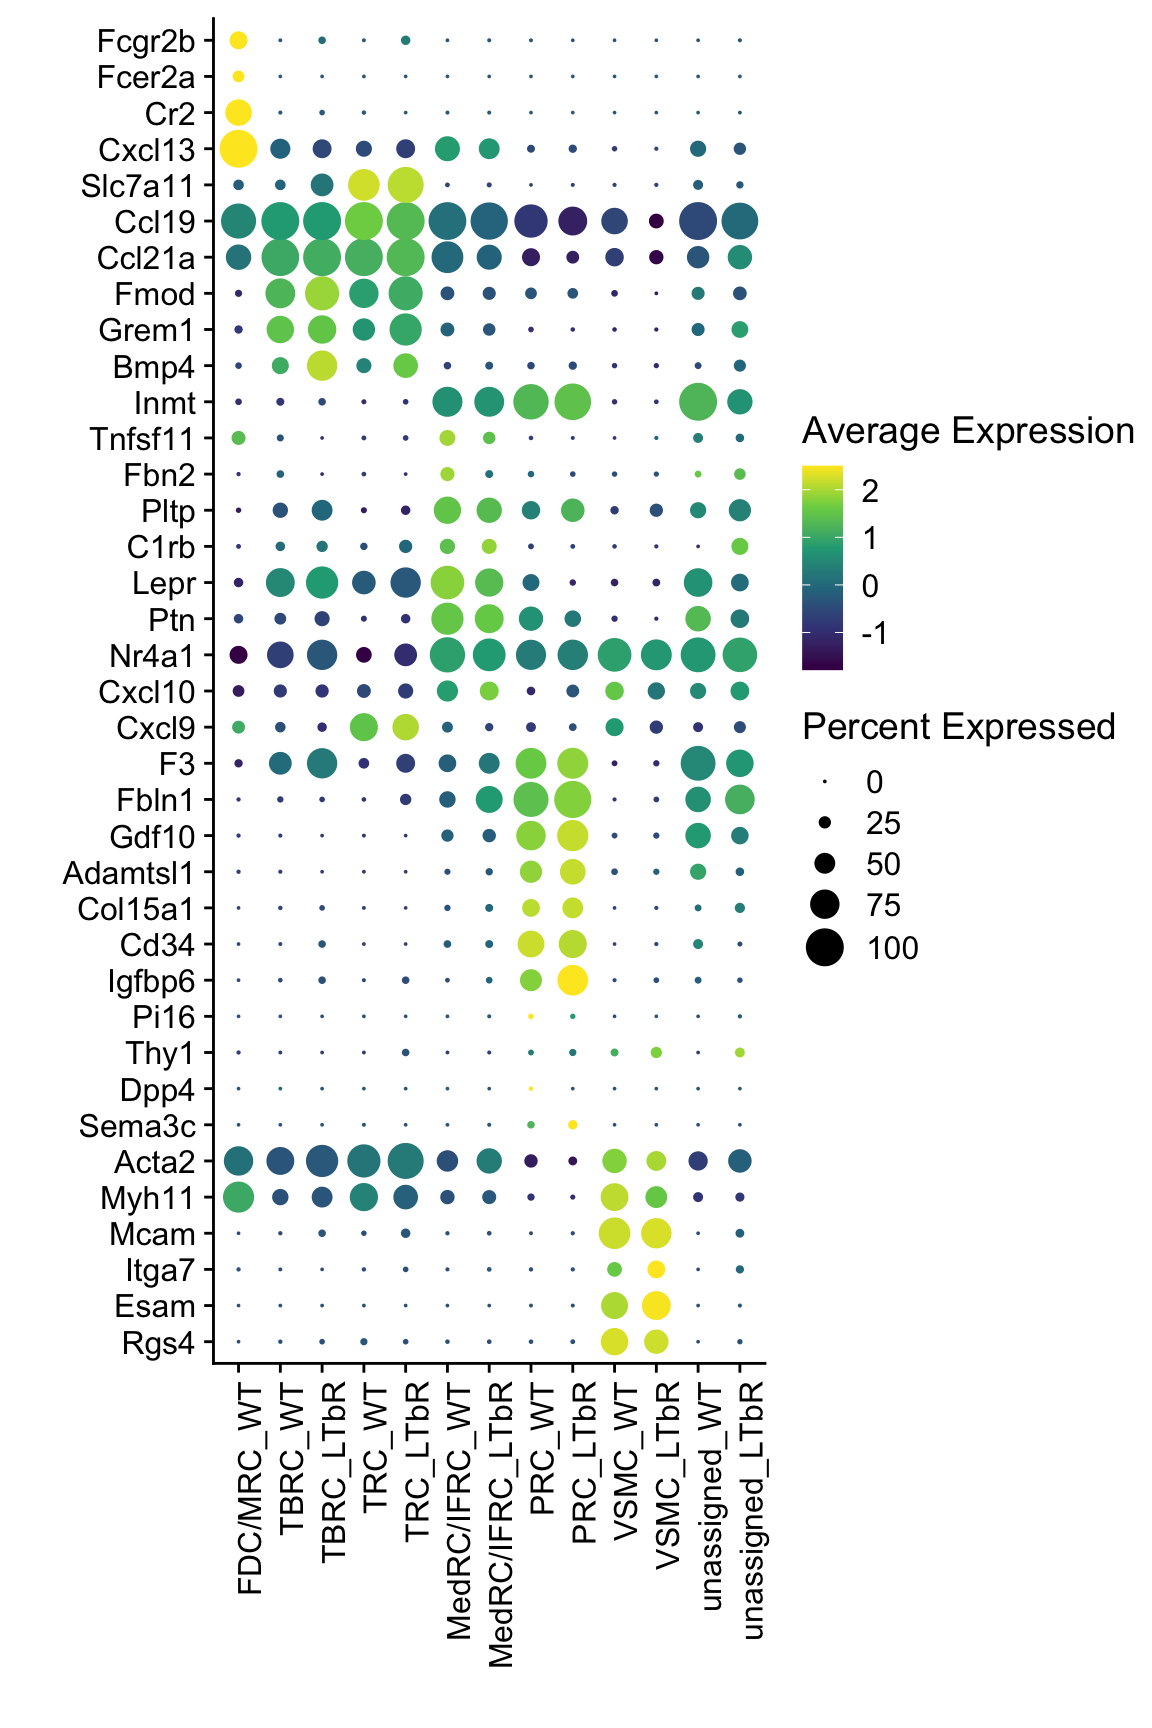 Fcgr2b
Fcer2a
Cr2
Cxcl13
Slc7a11
Ccl19
Ccl21a
Fmod
Grem1
Bmp4
Inmt
Tnfsf11
Fbn2
Pltp
C1rb
Lepr
Ptn
Nr4a1
Cxcl10
Cxcl9
F3
Fbln1
Gdf10
Adamtsl1
Col15a1
Cd34
Igfbp6
Pi16
Thy1
Dpp4
Sema3c
Acta2
Myh11
Mcam
Itga7
Esam
Rgs4
FDC/MRC_WT
TBRC_WT
TBRC_LTbR
TRC_WT
TRC_LTbR
MedRC/IFRC_WT
MedRC/IFRC_LTbR
PRC_WT
PRC_LTbR
VSMC_WT
VSMC_LTbR
unassigned_WT
unassigned_LTbR
Average Expression
2
1
0
-1
Percent Expressed
0
25
50
75
100